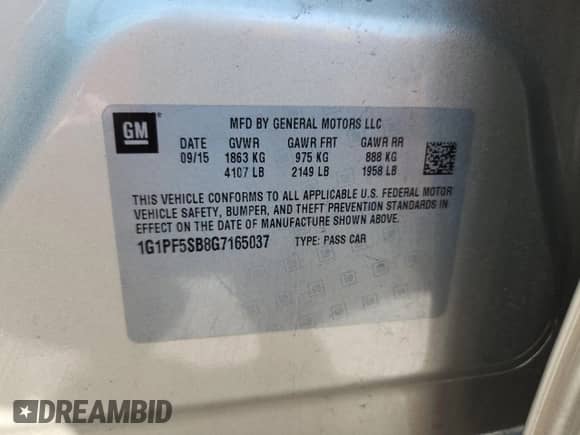 GM ®
MFD BY GENERAL MOTORS LLC
DATE GVWR GAWR FRT GAWR RR
09/15 1863 KG 975 KG 888 KG
4107 LB 2149 LB 1958 LB
THIS VEHICLE CONFORMS TO ALL APPLICABLE U.S. FEDERAL MOTOR
VEHICLE SAFETY, BUMPER, AND THEFT PREVENTION STANDARDS IN
EFFECT ON THE DATE OF MANUFACTURE SHOWN ABOVE.
1G1PF5SB8G7165037 TYPE: PASS CAR
DREAMBID